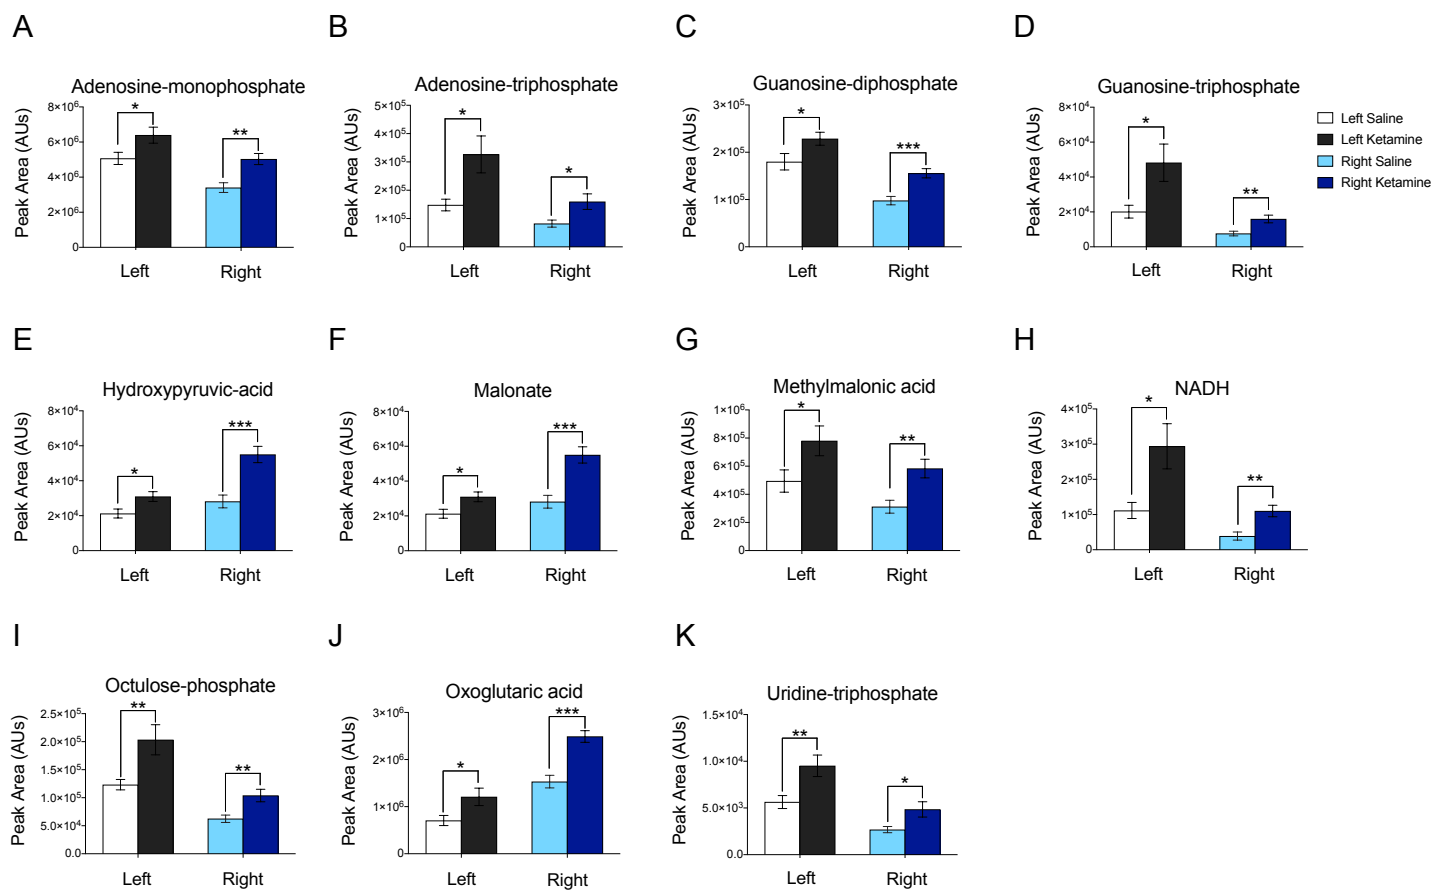 A
B
C
D
Adenosine-monophosphate
Peak Area (AUs)
8×10⁶
6×10⁶
4×10⁶
2×10⁶
0
*
**
Left
Right
Adenosine-triphosphate
Peak Area (AUs)
5×10⁵
3×10⁵
2×10⁵
1×10⁵
0
*
*
Left
Right
Guanosine-diphosphate
Peak Area (AUs)
3×10⁵
2×10⁵
1×10⁵
0
*
***
Left
Right
Guanosine-triphosphate
Peak Area (AUs)
8×10⁴
6×10⁴
4×10⁴
2×10⁴
0
*
**
Left
Right
Left Saline
Left Ketamine
Right Saline
Right Ketamine
E
F
G
H
Hydroxypyruvic-acid
Peak Area (AUs)
8×10⁴
6×10⁴
4×10⁴
2×10⁴
0
*
***
Left
Right
Malonate
Peak Area (AUs)
8×10⁴
6×10⁴
4×10⁴
2×10⁴
0
*
***
Left
Right
Methylmalonic acid
Peak Area (AUs)
1×10⁶
8×10⁵
6×10⁵
4×10⁵
2×10⁵
0
*
**
Left
Right
NADH
Peak Area (AUs)
4×10⁵
3×10⁵
2×10⁵
1×10⁵
0
*
**
Left
Right
I
J
K
Octulose-phosphate
Peak Area (AUs)
2.5×10⁵
2.0×10⁵
1.5×10⁵
1.0×10⁵
5.0×10⁴
0.0
**
**
Left
Right
Oxoglutaric acid
Peak Area (AUs)
3×10⁶
2×10⁶
1×10⁶
0
*
***
Left
Right
Uridine-triphosphate
Peak Area (AUs)
1.5×10⁴
1.0×10⁴
5.0×10³
0.0
**
*
Left
Right